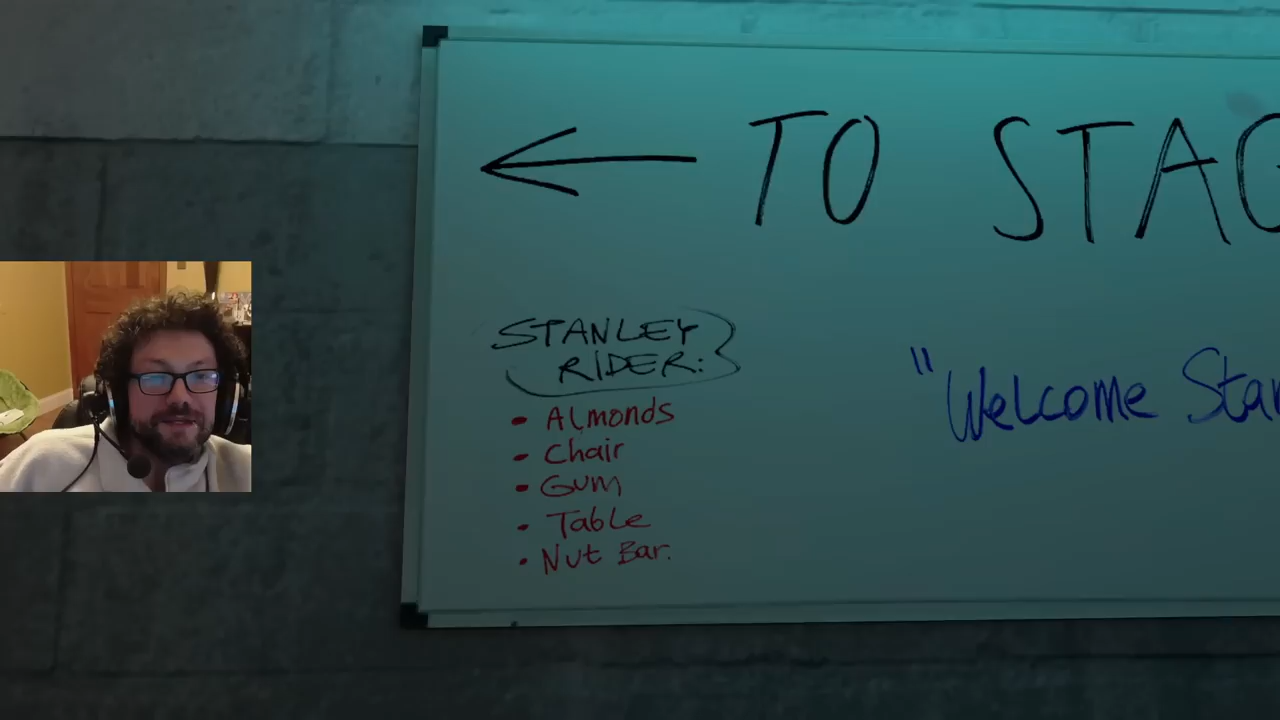 TO STAG
STANLEY
RIDER:
• Almonds
• Chair
• Gum
• Table
• Nut Bar.
"Welcome Stan